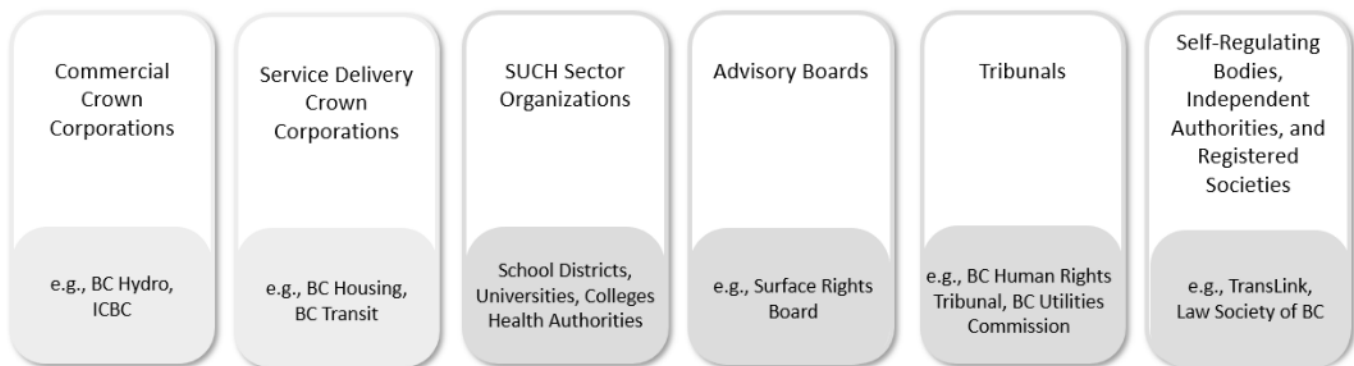 Commercial
Crown
Corporations
e.g., BC Hydro,
ICBC
Service Delivery
Crown
Corporations
e.g., BC Housing,
BC Transit
SUCH Sector
Organizations
School Districts,
Universities, Colleges
Health Authorities
Advisory Boards
e.g., Surface Rights
Board
Tribunals
e.g., BC Human Rights
Tribunal, BC Utilities
Commission
Self-Regulating
Bodies,
Independent
Authorities, and
Registered
Societies
e.g., TransLink,
Law Society of BC